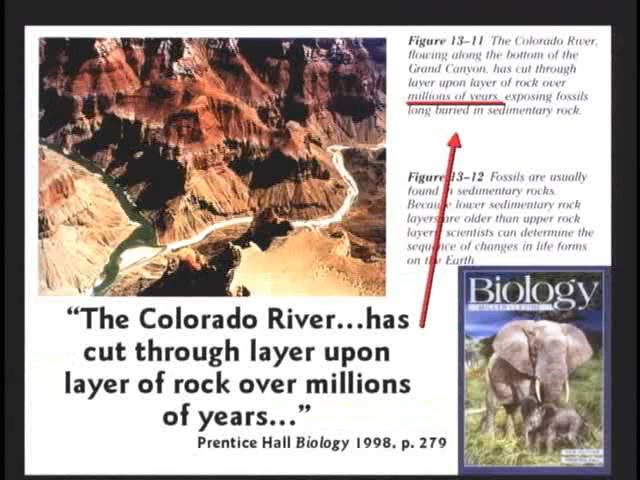 Figure 13–11 The Colorado River,
flowing along the bottom of the
Grand Canyon, has cut through
layer upon layer of rock over
millions of years, exposing fossils
long buried in sedimentary rock.
Figure 13–12 Fossils are usually
found in sedimentary rocks.
Because lower sedimentary rock
layers are older than upper rock
layers, scientists can determine the
sequence of changes in life forms
on the Earth.
“The Colorado River...has
cut through layer upon
layer of rock over millions
of years...”
Prentice Hall Biology 1998, p. 279
Biology
MILLER LEVINE